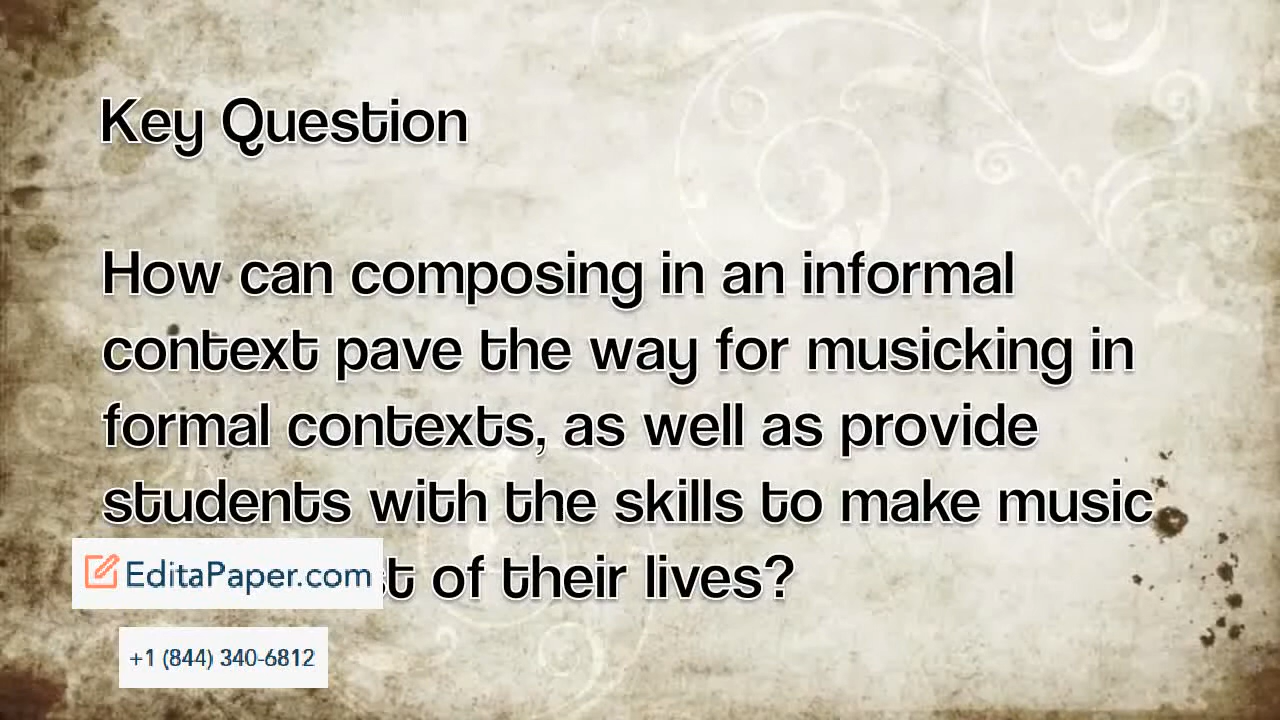 Key Question
How can composing in an informal
context pave the way for musicking in
formal contexts, as well as provide
students with the skills to make music
of their lives?
EditaPaper.com
+1 (844) 340-6812